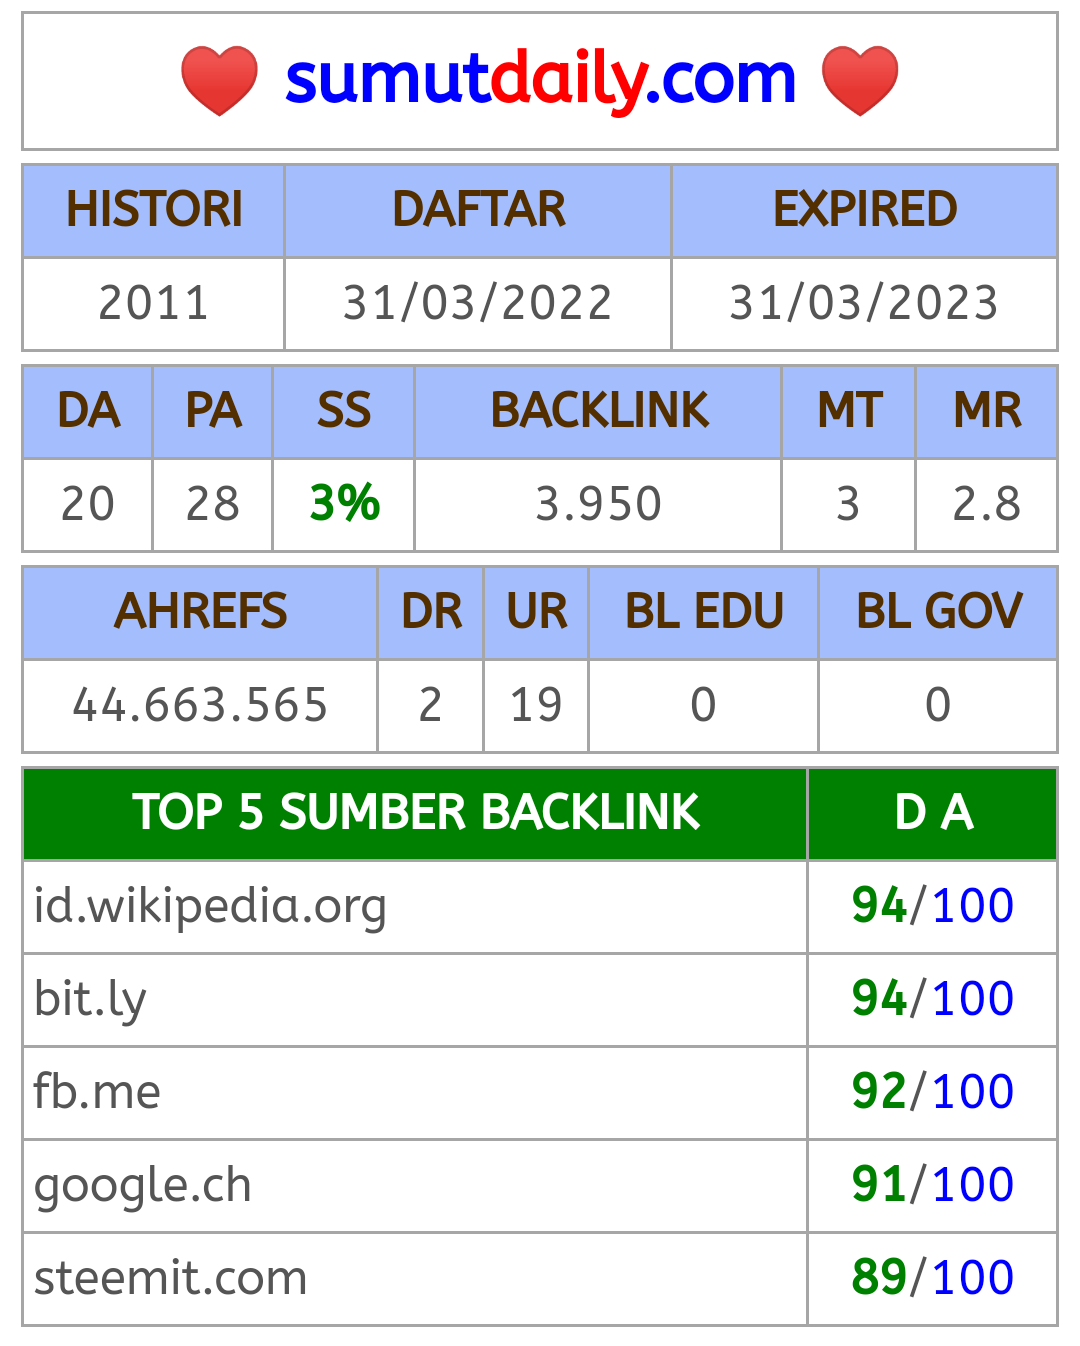 sumutdaily.com
HISTORI DAFTAR EXPIRED
2011 31/03/2022 31/03/2023
DA PA SS BACKLINK MT MR
20 28 3% 3.950 3 2.8
AHREFS DR UR BL EDU BL GOV
44.663.565 2 19 0 0
TOP 5 SUMBER BACKLINK D A
id.wikipedia.org 94/100
bit.ly 94/100
fb.me 92/100
google.ch 91/100
steemit.com 89/100